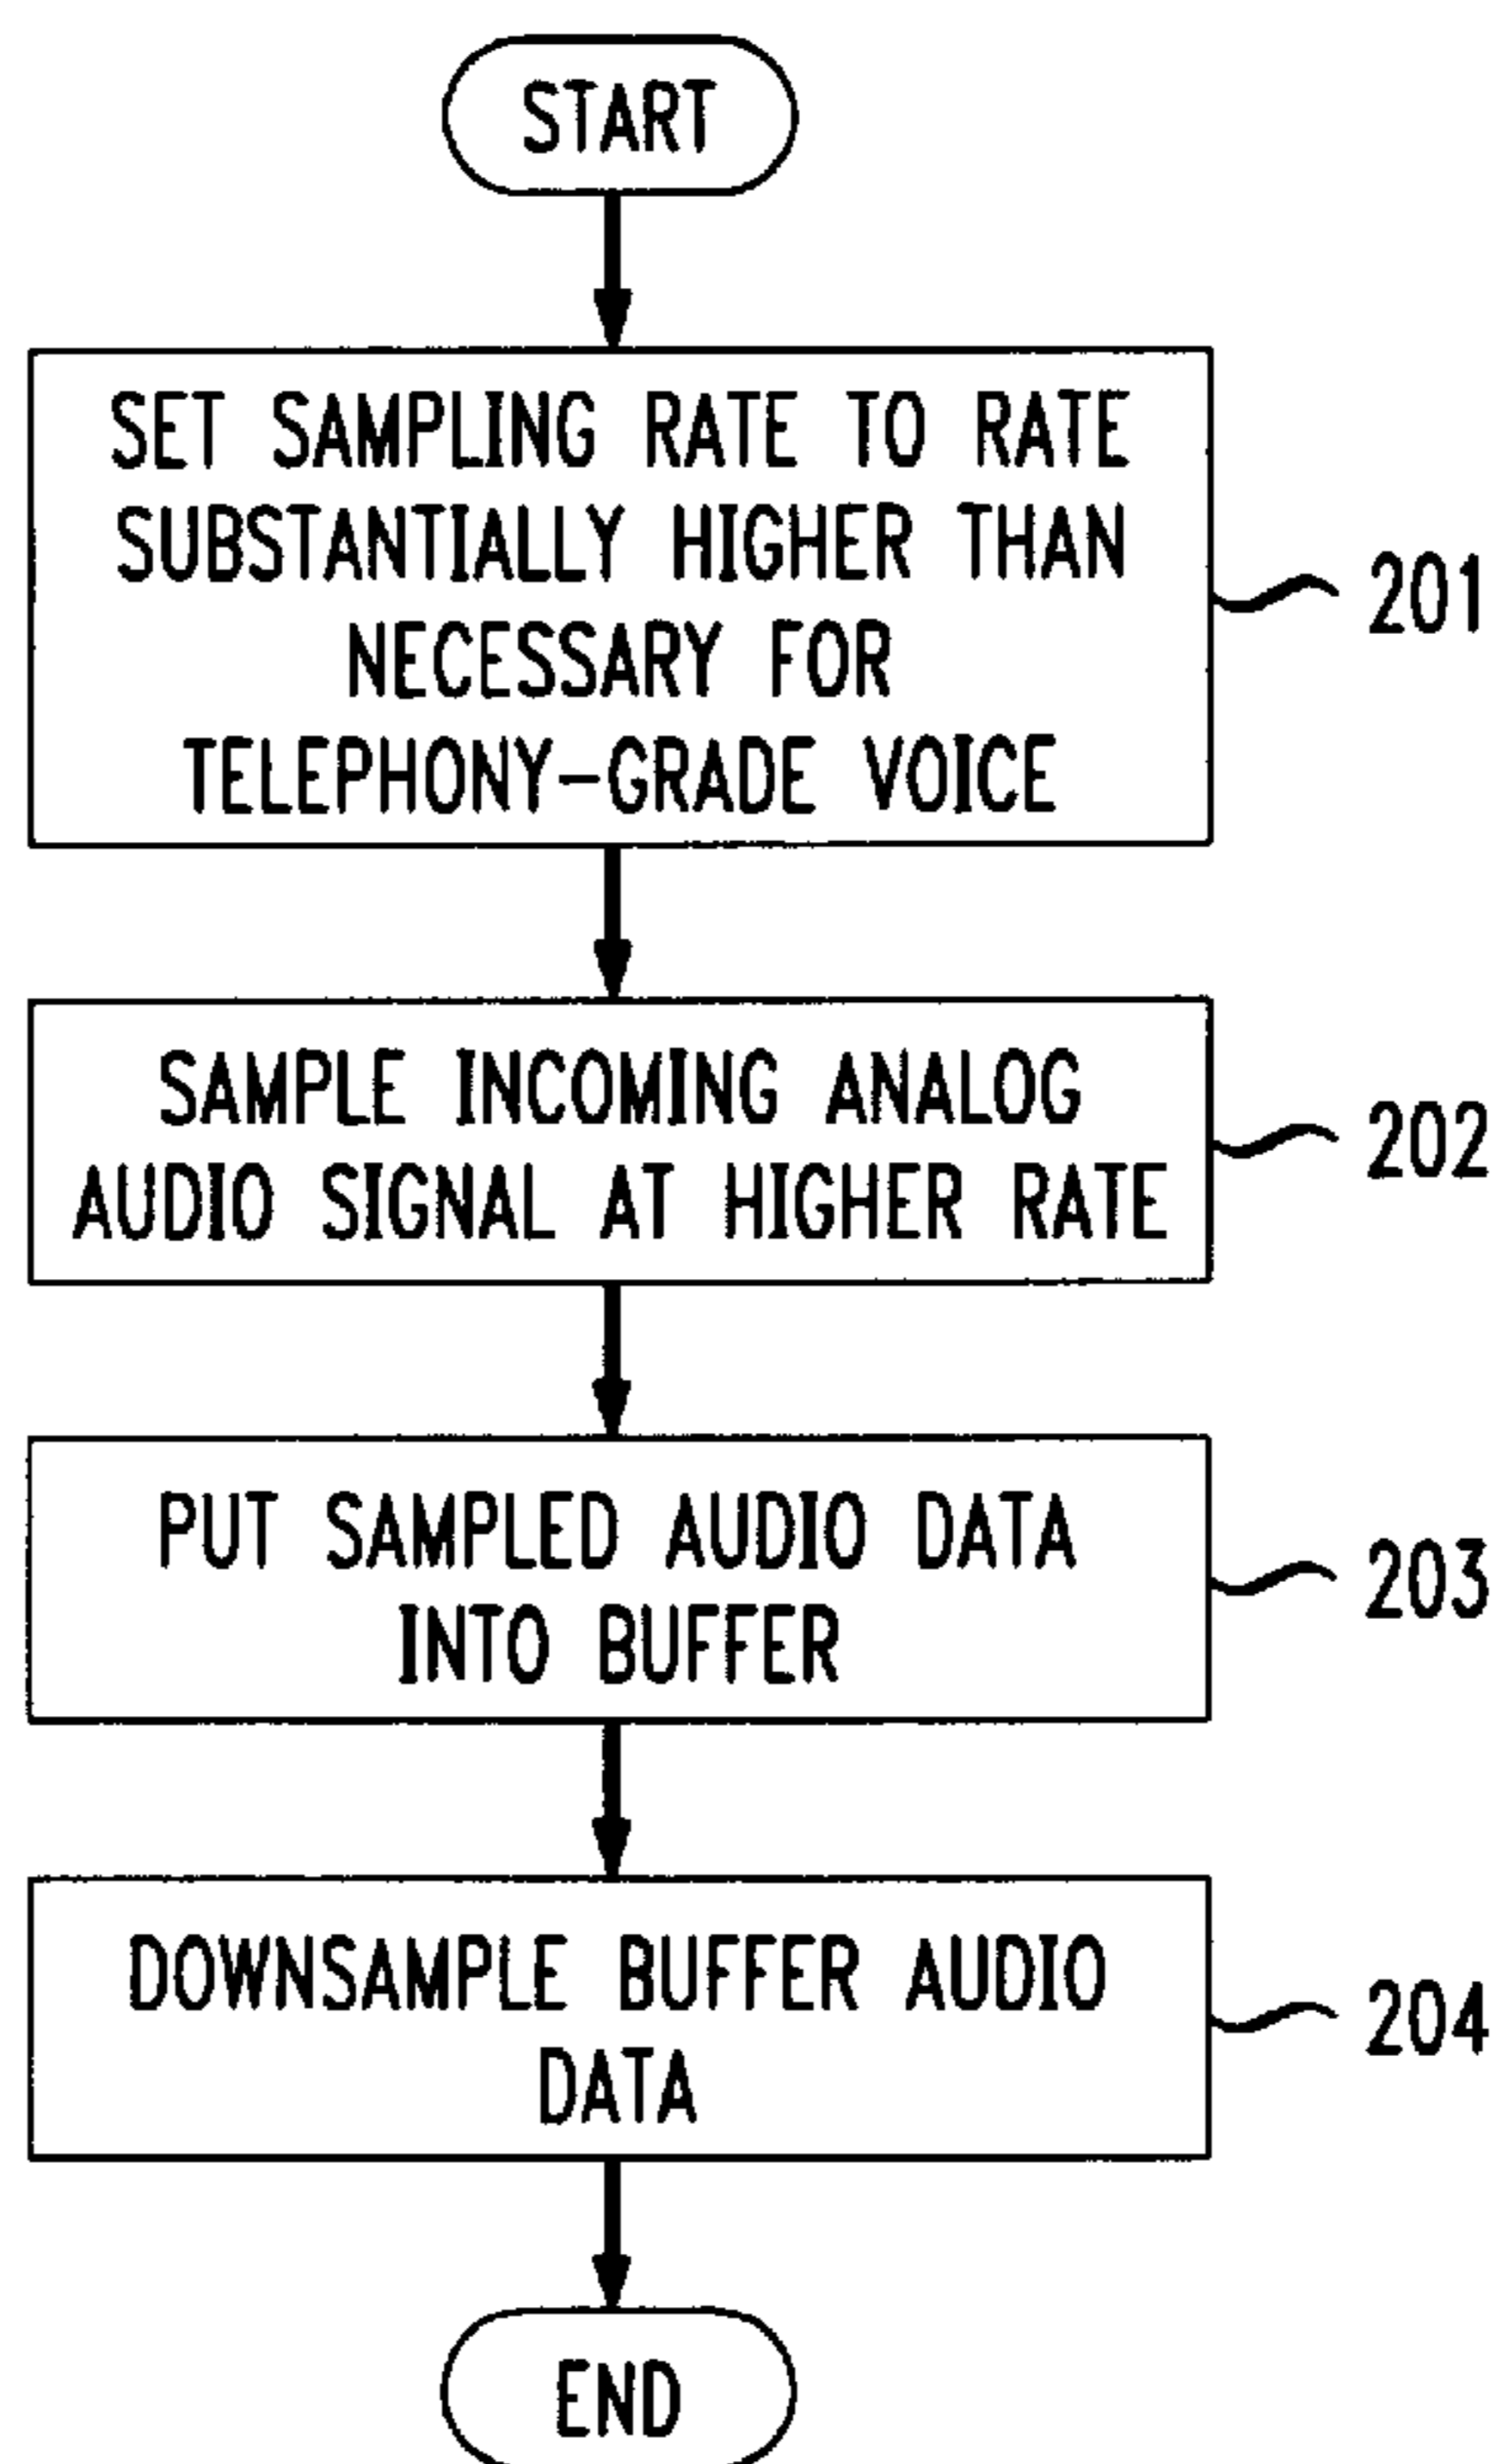 START
SET SAMPLING RATE TO RATE
SUBSTANTIALLY HIGHER THAN
NECESSARY FOR
TELEPHONY-GRADE VOICE
201
SAMPLE INCOMING ANALOG
AUDIO SIGNAL AT HIGHER RATE
202
PUT SAMPLED AUDIO DATA
INTO BUFFER
203
DOWNSAMPLE BUFFER AUDIO
DATA
204
END